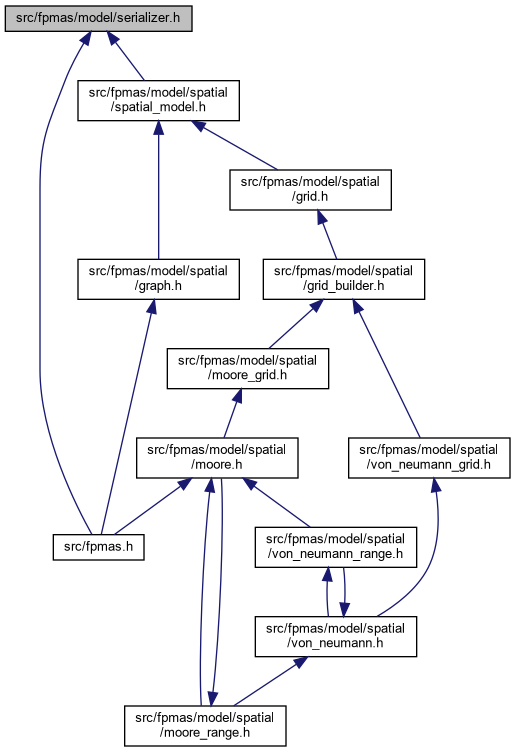 src/fpmas/model/serializer.h
src/fpmas/model/spatial
/spatial_model.h
src/fpmas/model/spatial
/grid.h
src/fpmas/model/spatial
/graph.h
src/fpmas/model/spatial
/grid_builder.h
src/fpmas/model/spatial
/moore_grid.h
src/fpmas/model/spatial
/moore.h
src/fpmas/model/spatial
/von_neumann_grid.h
src/fpmas.h
src/fpmas/model/spatial
/von_neumann_range.h
src/fpmas/model/spatial
/von_neumann.h
src/fpmas/model/spatial
/moore_range.h